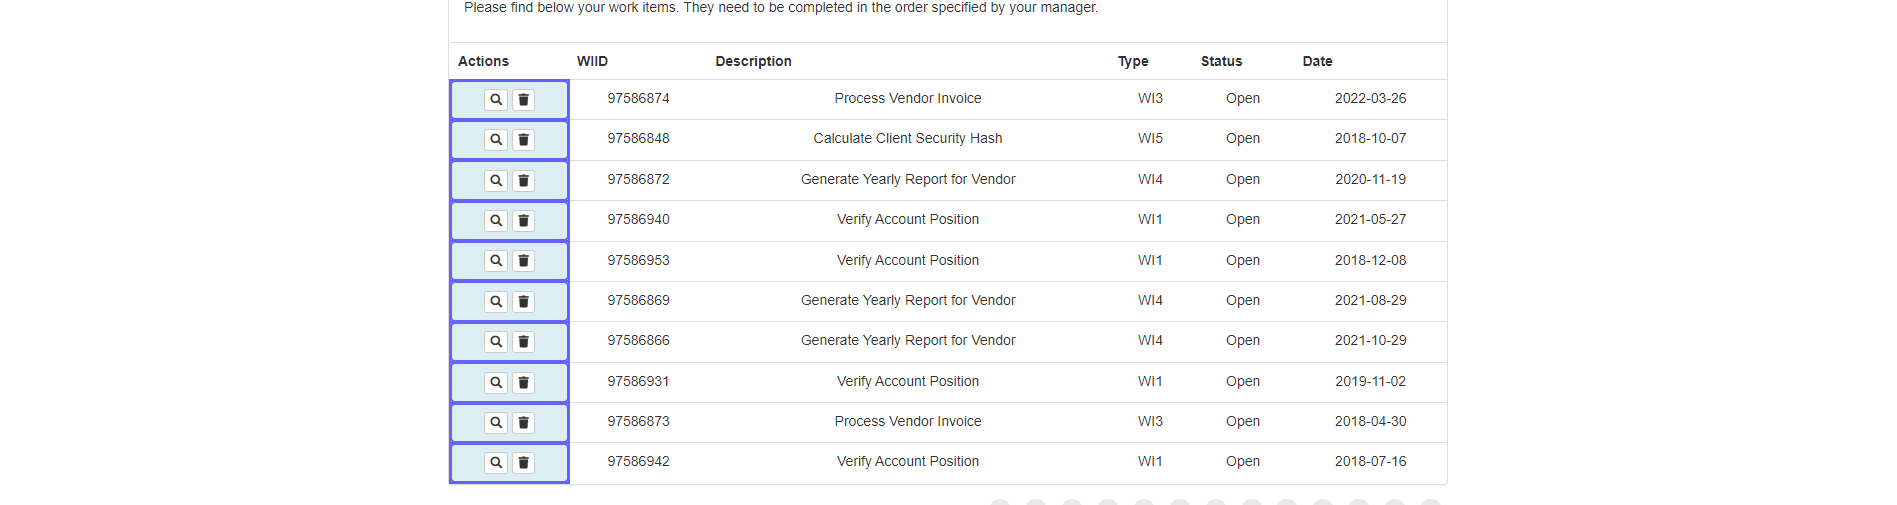 Please find below your work items. They need to be completed in the order specified by your manager.
Actions WIID Description Type Status Date
97586874 Process Vendor Invoice WI3 Open 2022-03-26
97586848 Calculate Client Security Hash WI5 Open 2018-10-07
97586872 Generate Yearly Report for Vendor WI4 Open 2020-11-19
97586940 Verify Account Position WI1 Open 2021-05-27
97586953 Verify Account Position WI1 Open 2018-12-08
97586869 Generate Yearly Report for Vendor WI4 Open 2021-08-29
97586866 Generate Yearly Report for Vendor WI4 Open 2021-10-29
97586931 Verify Account Position WI1 Open 2019-11-02
97586873 Process Vendor Invoice WI3 Open 2018-04-30
97586942 Verify Account Position WI1 Open 2018-07-16